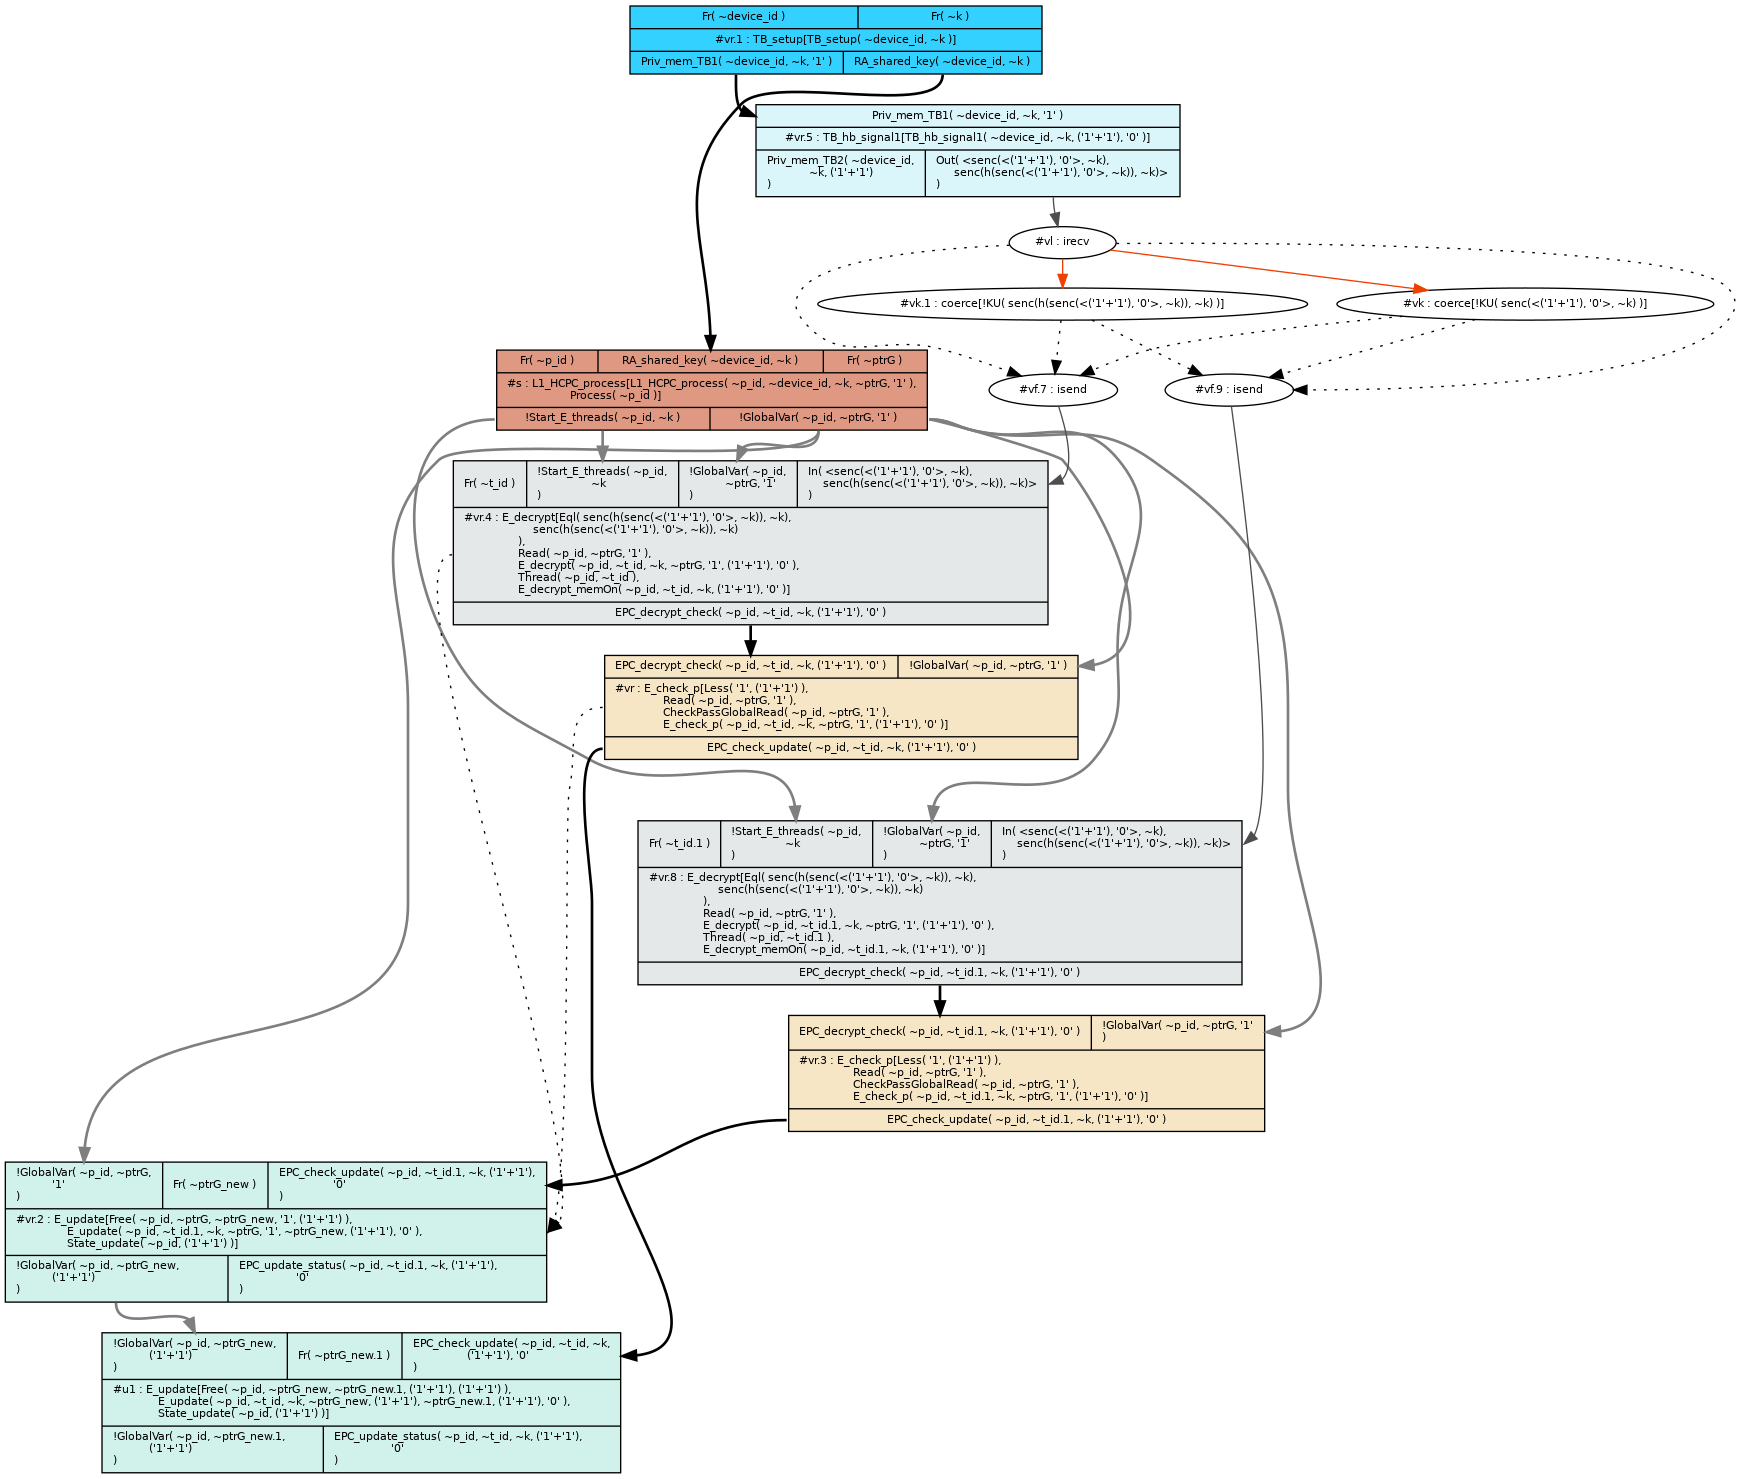 Fr( ~device_id )
Fr( ~k )
#vr.1 : TB_setup[TB_setup( ~device_id, ~k )]
Priv_mem_TB1( ~device_id, ~k, '1' )
RA_shared_key( ~device_id, ~k )
Priv_mem_TB1( ~device_id, ~k, '1' )
#vr.5 : TB_hb_signal1[TB_hb_signal1( ~device_id, ~k, ('1'+'1'), '0' )]
Priv_mem_TB2( ~device_id,
~k, ('1'+'1')
)
Out( <senc(<('1'+'1'), '0'>, ~k),
senc(h(senc(<('1'+'1'), '0'>, ~k)), ~k)>
)
#vl : irecv
#vk.1 : coerce[!KU( senc(h(senc(<('1'+'1'), '0'>, ~k)), ~k) )]
#vk : coerce[!KU( senc(<('1'+'1'), '0'>, ~k) )]
Fr( ~p_id )
RA_shared_key( ~device_id, ~k )
Fr( ~ptrG )
#s : L1_HCPC_process[L1_HCPC_process( ~p_id, ~device_id, ~k, ~ptrG, '1' ),
Process( ~p_id )]
!Start_E_threads( ~p_id, ~k )
!GlobalVar( ~p_id, ~ptrG, '1' )
#vf.7 : isend
#vf.9 : isend
Fr( ~t_id )
!Start_E_threads( ~p_id,
~k
)
!GlobalVar( ~p_id,
~ptrG, '1'
)
In( <senc(<('1'+'1'), '0'>, ~k),
senc(h(senc(<('1'+'1'), '0'>, ~k)), ~k)>
)
#vr.4 : E_decrypt[Eql( senc(h(senc(<('1'+'1'), '0'>, ~k)), ~k),
senc(h(senc(<('1'+'1'), '0'>, ~k)), ~k)
),
Read( ~p_id, ~ptrG, '1' ),
E_decrypt( ~p_id, ~t_id, ~k, ~ptrG, '1', ('1'+'1'), '0' ),
Thread( ~p_id, ~t_id ),
E_decrypt_memOn( ~p_id, ~t_id, ~k, ('1'+'1'), '0' )]
EPC_decrypt_check( ~p_id, ~t_id, ~k, ('1'+'1'), '0' )
EPC_decrypt_check( ~p_id, ~t_id, ~k, ('1'+'1'), '0' )
!GlobalVar( ~p_id, ~ptrG, '1' )
#vr : E_check_p[Less( '1', ('1'+'1') ),
Read( ~p_id, ~ptrG, '1' ),
CheckPassGlobalRead( ~p_id, ~ptrG, '1' ),
E_check_p( ~p_id, ~t_id, ~k, ~ptrG, '1', ('1'+'1'), '0' )]
EPC_check_update( ~p_id, ~t_id, ~k, ('1'+'1'), '0' )
Fr( ~t_id.1 )
!Start_E_threads( ~p_id,
~k
)
!GlobalVar( ~p_id,
~ptrG, '1'
)
In( <senc(<('1'+'1'), '0'>, ~k),
senc(h(senc(<('1'+'1'), '0'>, ~k)), ~k)>
)
#vr.8 : E_decrypt[Eql( senc(h(senc(<('1'+'1'), '0'>, ~k)), ~k),
senc(h(senc(<('1'+'1'), '0'>, ~k)), ~k)
),
Read( ~p_id, ~ptrG, '1' ),
E_decrypt( ~p_id, ~t_id.1, ~k, ~ptrG, '1', ('1'+'1'), '0' ),
Thread( ~p_id, ~t_id.1 ),
E_decrypt_memOn( ~p_id, ~t_id.1, ~k, ('1'+'1'), '0' )]
EPC_decrypt_check( ~p_id, ~t_id.1, ~k, ('1'+'1'), '0' )
EPC_decrypt_check( ~p_id, ~t_id.1, ~k, ('1'+'1'), '0' )
!GlobalVar( ~p_id, ~ptrG, '1'
)
#vr.3 : E_check_p[Less( '1', ('1'+'1') ),
Read( ~p_id, ~ptrG, '1' ),
CheckPassGlobalRead( ~p_id, ~ptrG, '1' ),
E_check_p( ~p_id, ~t_id.1, ~k, ~ptrG, '1', ('1'+'1'), '0' )]
EPC_check_update( ~p_id, ~t_id.1, ~k, ('1'+'1'), '0' )
!GlobalVar( ~p_id, ~ptrG,
'1'
)
Fr( ~ptrG_new )
EPC_check_update( ~p_id, ~t_id.1, ~k, ('1'+'1'),
'0'
)
#vr.2 : E_update[Free( ~p_id, ~ptrG, ~ptrG_new, '1', ('1'+'1') ),
E_update( ~p_id, ~t_id.1, ~k, ~ptrG, '1', ~ptrG_new, ('1'+'1'), '0' ),
State_update( ~p_id, ('1'+'1') )]
!GlobalVar( ~p_id, ~ptrG_new,
('1'+'1')
)
EPC_update_status( ~p_id, ~t_id.1, ~k, ('1'+'1'),
'0'
)
!GlobalVar( ~p_id, ~ptrG_new,
('1'+'1')
)
Fr( ~ptrG_new.1 )
EPC_check_update( ~p_id, ~t_id, ~k,
('1'+'1'), '0'
)
#u1 : E_update[Free( ~p_id, ~ptrG_new, ~ptrG_new.1, ('1'+'1'), ('1'+'1') ),
E_update( ~p_id, ~t_id, ~k, ~ptrG_new, ('1'+'1'), ~ptrG_new.1, ('1'+'1'), '0' ),
State_update( ~p_id, ('1'+'1') )]
!GlobalVar( ~p_id, ~ptrG_new.1,
('1'+'1')
)
EPC_update_status( ~p_id, ~t_id, ~k, ('1'+'1'),
'0'
)